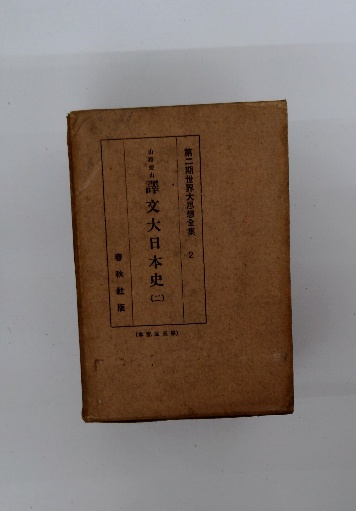 第二期世界大思想全集 2
山路愛山
譯文大日本史 (二)
春秋社版